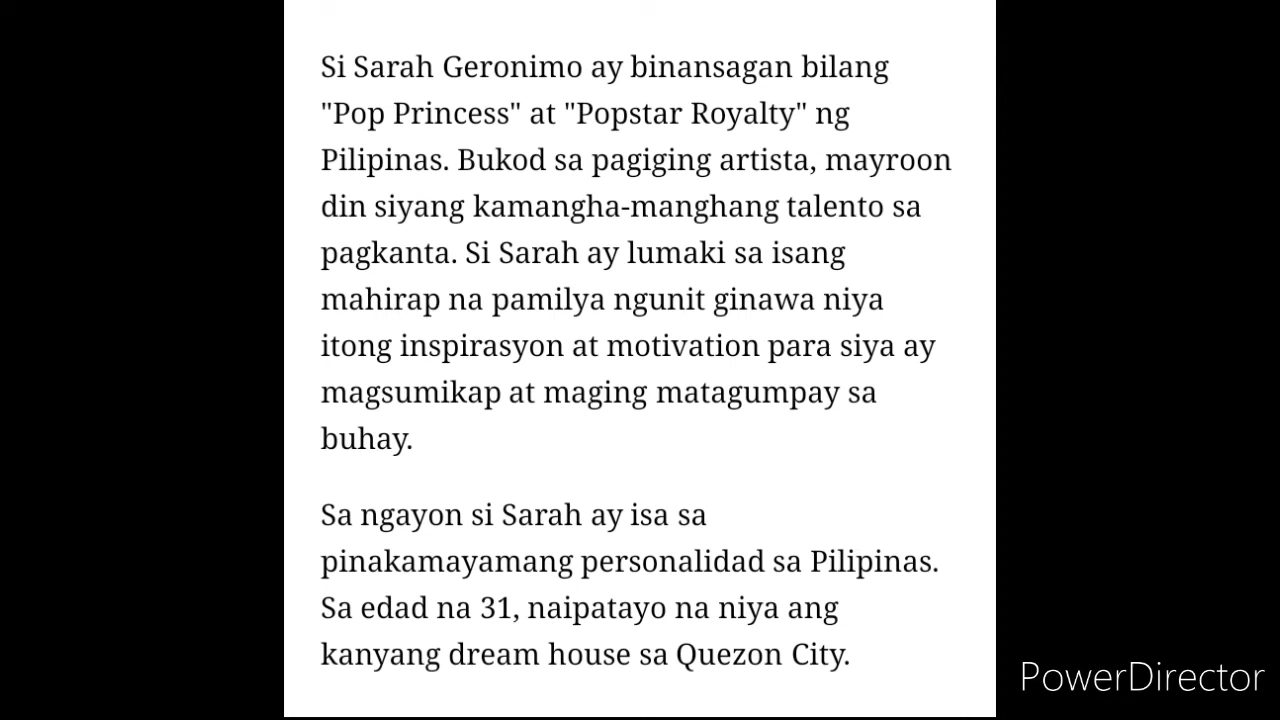 Si Sarah Geronimo ay binansagan bilang
"Pop Princess" at "Popstar Royalty" ng
Pilipinas. Bukod sa pagiging artista, mayroon
din siyang kamangha-manghang talento sa
pagkanta. Si Sarah ay lumaki sa isang
mahirap na pamilya ngunit ginawa niya
itong inspirasyon at motivation para siya ay
magsumikap at maging matagumpay sa
buhay.
Sa ngayon si Sarah ay isa sa
pinakamayamang personalidad sa Pilipinas.
Sa edad na 31, naipatayo na niya ang
kanyang dream house sa Quezon City.
PowerDirector